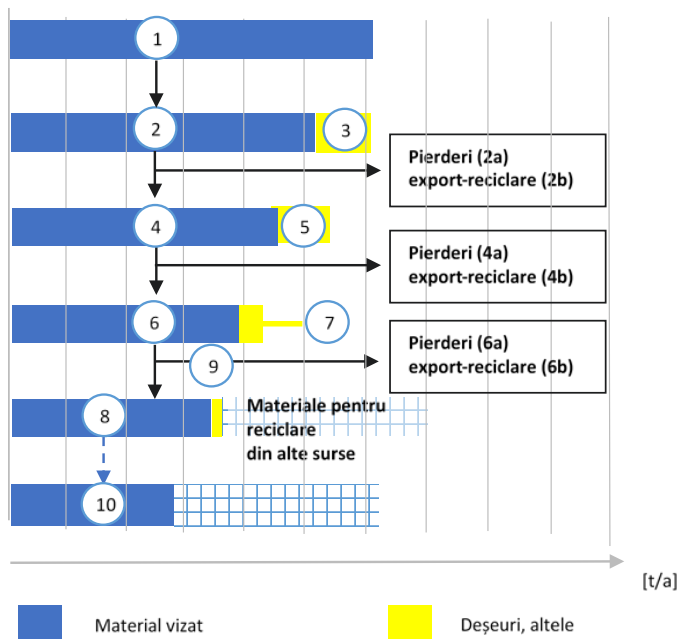 1
2
3
Pierderi (2a)
export-reciclare (2b)
4
5
Pierderi (4a)
export-reciclare (4b)
6
7
Pierderi (6a)
export-reciclare (6b)
9
8
Materiale pentru
reciclare
din alte surse
10
[t/a]
Material vizat
Deșeuri, altele